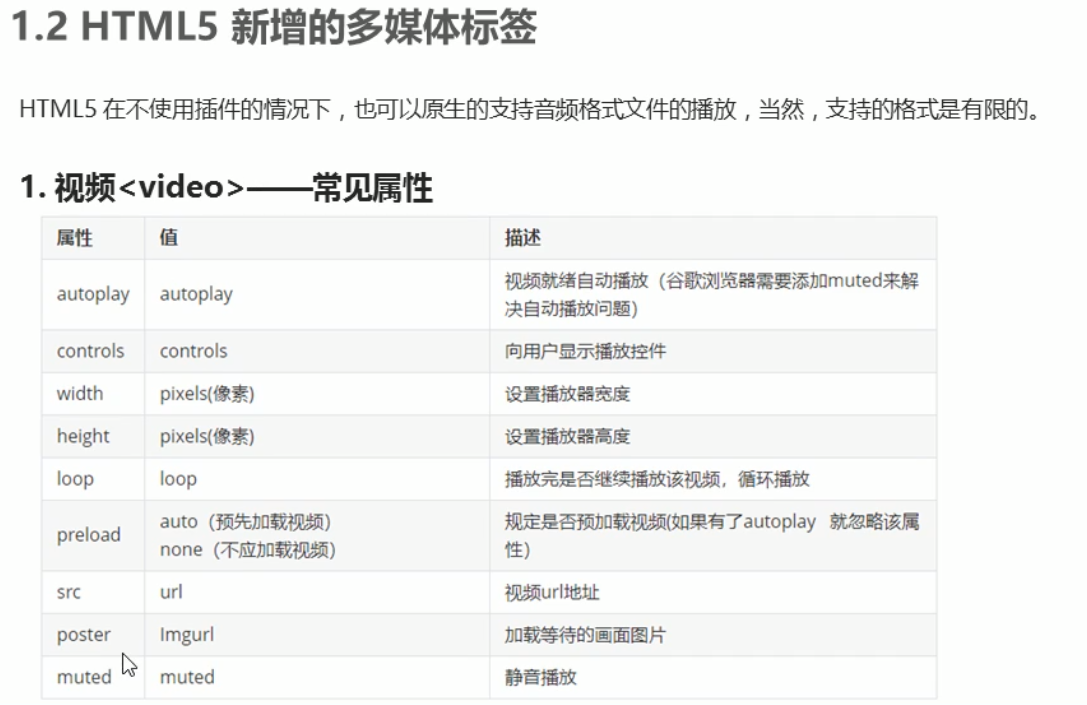 1.2 HTML5 新增的多媒体标签
HTML5 在不使用插件的情况下，也可以原生的支持音频格式文件的播放，当然，支持的格式是有限的。
1. 视频<video>——常见属性
属性 值 描述
autoplay autoplay 视频就绪自动播放（谷歌浏览器需要添加muted来解
决自动播放问题）
controls controls 向用户显示播放控件
width pixels(像素) 设置播放器宽度
height pixels(像素) 设置播放器高度
loop loop 播放完是否继续播放该视频，循环播放
preload auto（预先加载视频） 规定是否预加载视频(如果有了autoplay 就忽略该属
none（不应加载视频） 性）
src url 视频url地址
poster Imgurl 加载等待的画面图片
muted muted 静音播放